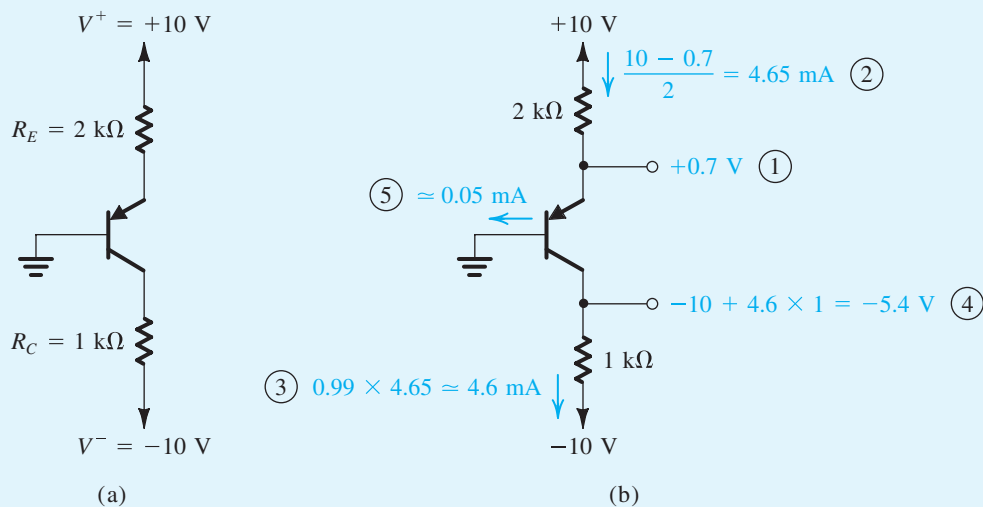 V⁺ = +10 V
R_E = 2 kΩ
R_C = 1 kΩ
V⁻ = −10 V
(a)
+10 V
(10 − 0.7) / 2 = 4.65 mA ②
2 kΩ
+0.7 V ①
⑤ ≃ 0.05 mA
−10 + 4.6 × 1 = −5.4 V ④
1 kΩ
③ 0.99 × 4.65 ≃ 4.6 mA
−10 V
(b)